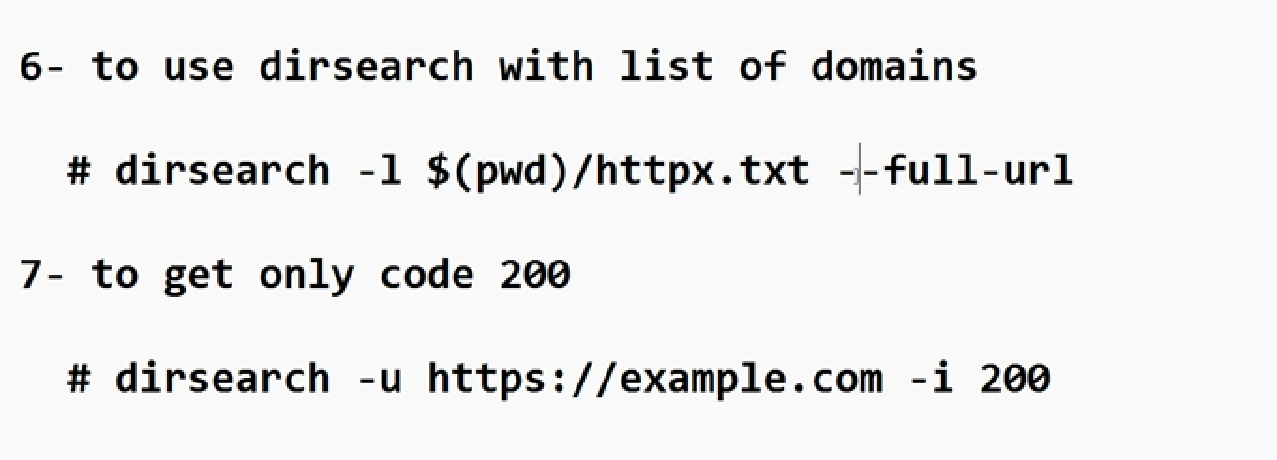 6- to use dirsearch with list of domains
# dirsearch -l $(pwd)/httpx.txt --full-url
7- to get only code 200
# dirsearch -u https://example.com -i 200